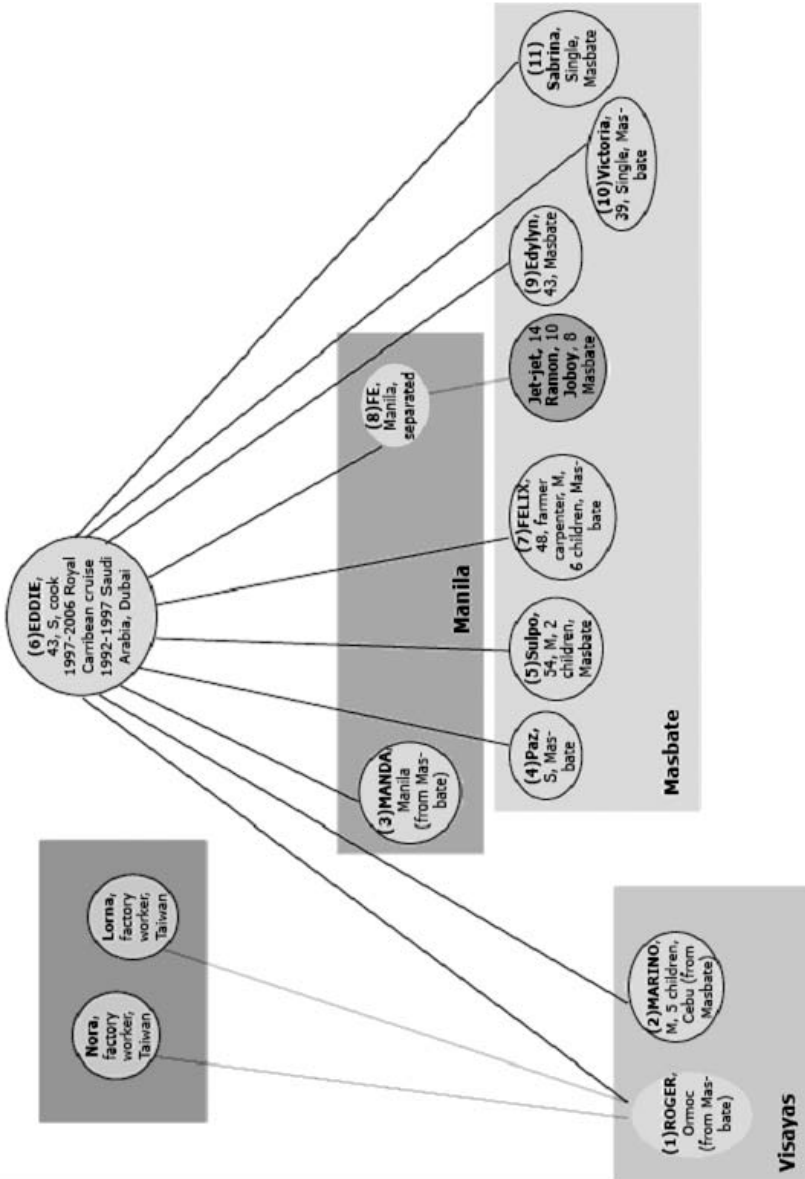 (6)EDDIE,
43, S, cook
1997-2006 Royal
Carribean cruise
1992-1997 Saudi
Arabia, Dubai
Nora,
factory
worker,
Taiwan
Lorna,
factory
worker,
Taiwan
(3)MANDA,
Manila
(from Mas-
bate)
Manila
(8)FE,
Manila,
separated
(1)ROGER,
Ormoc
(from Mas-
bate)
(2)MARINO,
M, 5 children,
Cebu (from
Masbate)
Visayas
(4)Paz,
S, Mas-
bate
(5)Sulpo,
54, M, 2
children,
Masbate
(7)FELIX,
48, farmer
carpenter, M,
6 children, Mas-
bate
Jet-jet, 14
Ramon, 10
Joboy, 8
Masbate
(9)Edylyn,
43, Masbate
(10)Victoria,
39, Single, Mas-
bate
(11)
Sabrina,
Single,
Masbate
Masbate